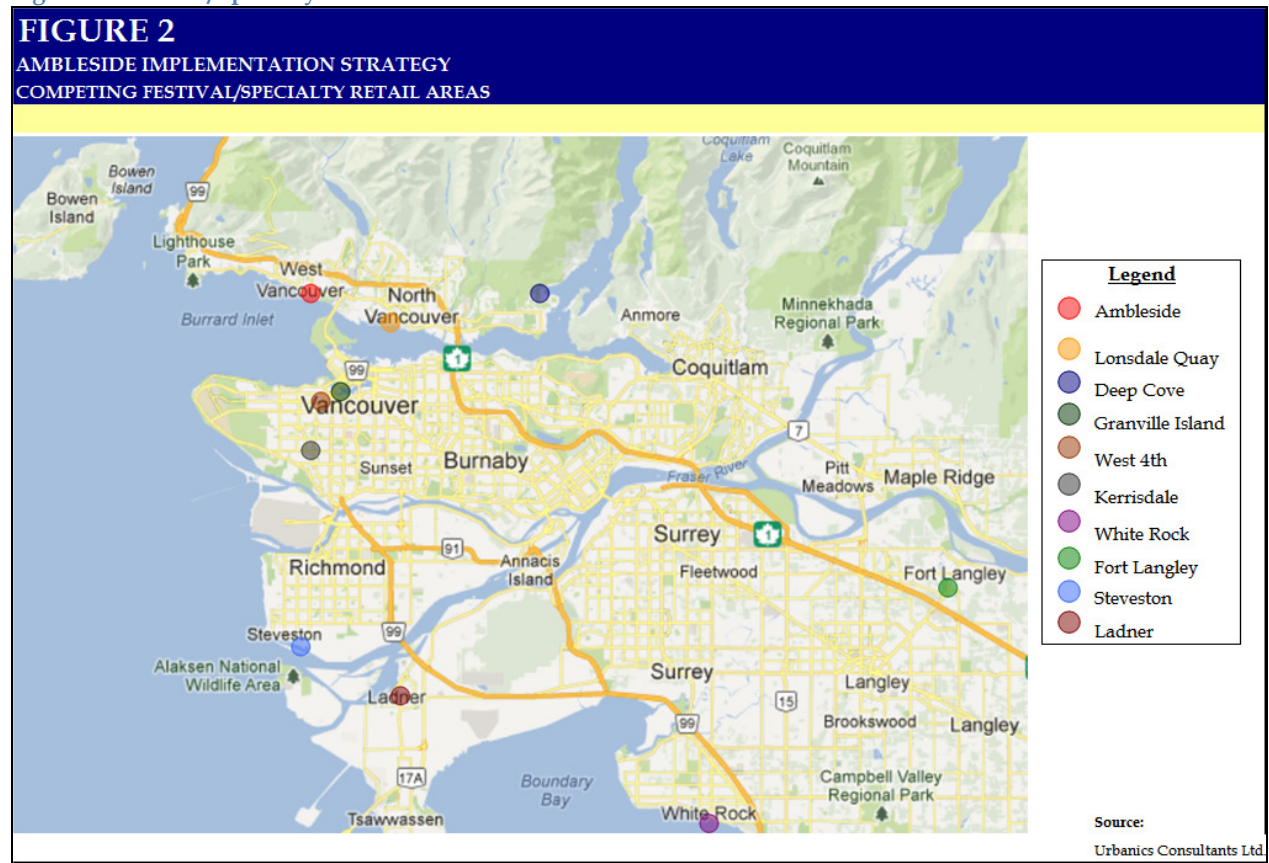 FIGURE 2
AMBLESIDE IMPLEMENTATION STRATEGY
COMPETING FESTIVAL/SPECIALTY RETAIL AREAS
Coquitlam
Lake
Coquitlam
Mountain
Bowen
Island
Bowen
Island
99
Lighthouse
Park
West
Vancouver
North
Vancouver
Burrard Inlet
Anmore
Minnekhada
Regional Park
1
99
Coquitlam
Vancouver
7
Sunset
Burnaby
Fraser River
Pitt
Meadows
Maple Ridge
Surrey
1
91
Richmond
Annacis
Island
Fleetwood
Fort Langley
Steveston
99
Alaksen National
Wildlife Area
Ladner
Surrey
Langley
15
99
Brookswood
Langley
17A
Boundary
Bay
Campbell Valley
Regional Park
Tsawwassen
White Rock
Legend
Ambleside
Lonsdale Quay
Deep Cove
Granville Island
West 4th
Kerrisdale
White Rock
Fort Langley
Steveston
Ladner
Source:
Urbanics Consultants Ltd.